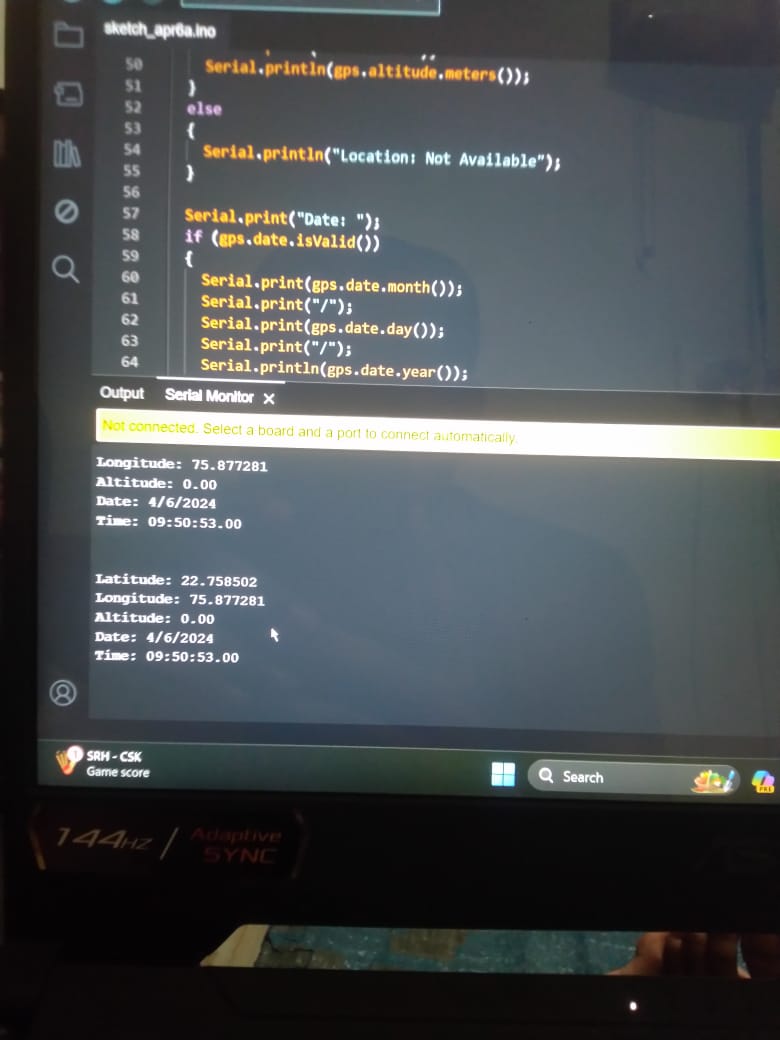 sketch_apr6a.ino
50 Serial.println(gps.altitude.meters());
51 }
52 else
53 {
54 Serial.println("Location: Not Available");
55 }
56
57 Serial.print("Date: ");
58 if (gps.date.isValid())
59 {
60 Serial.print(gps.date.month());
61 Serial.print("/");
62 Serial.print(gps.date.day());
63 Serial.print("/");
64 Serial.println(gps.date.year());
Output Serial Monitor ×
Not connected. Select a board and a port to connect automatically.
Longitude: 75.877281
Altitude: 0.00
Date: 4/6/2024
Time: 09:50:53.00
Latitude: 22.758502
Longitude: 75.877281
Altitude: 0.00
Date: 4/6/2024
Time: 09:50:53.00
1
SRH - CSK
Game score
Search
PRE
144HZ / Adaptive
SYNC